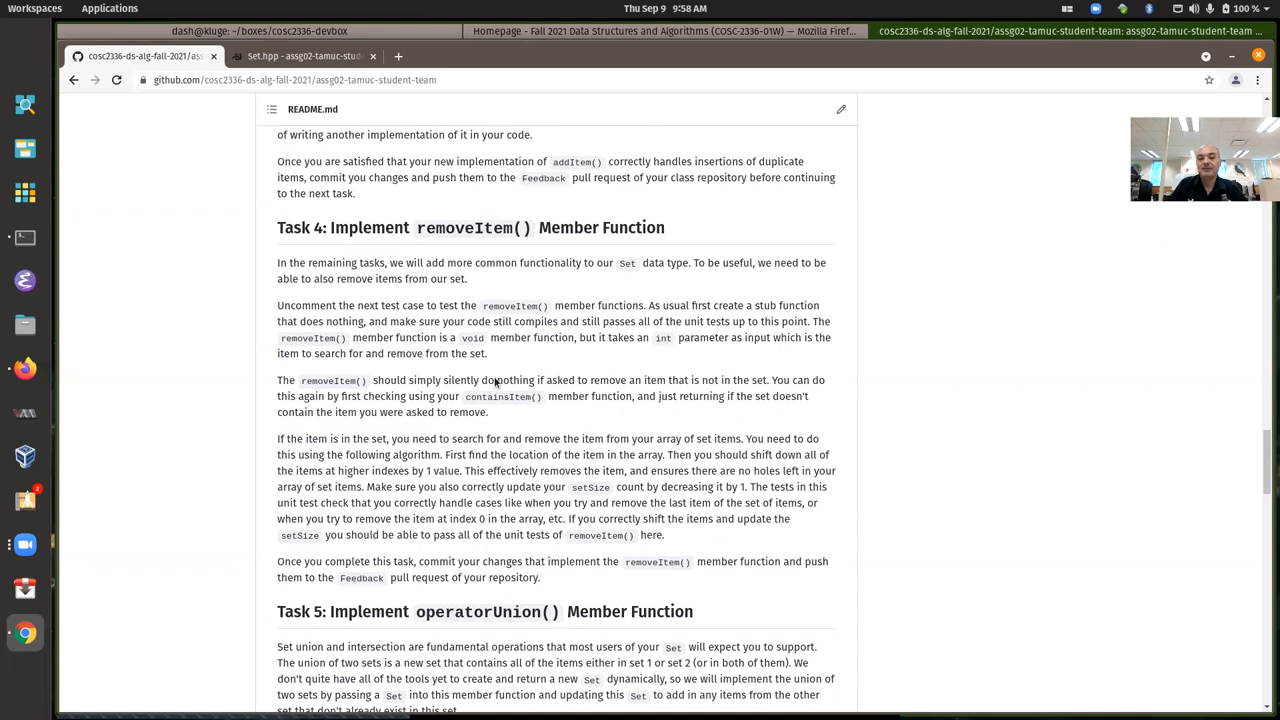 Workspaces Applications Thu Sep 9 9:58 AM 100 %
dash@kluge: ~/boxes/cosc2336-devbox
Homepage - Fall 2021 Data Structures and Algorithms (COSC-2336-01W) — Mozilla Firef...
cosc2336-ds-alg-fall-2021/assg02-tamuc-student-team: assg02-tamuc-student-team ...
cosc2336-ds-alg-fall-2021/ass
Set.hpp - assg02-tamuc-stud
github.com/cosc2336-ds-alg-fall-2021/assg02-tamuc-student-team
README.md
of writing another implementation of it in your code.
Once you are satisfied that your new implementation of addItem() correctly handles insertions of duplicate
items, commit you changes and push them to the Feedback pull request of your class repository before continuing
to the next task.
Task 4: Implement removeItem() Member Function
In the remaining tasks, we will add more common functionality to our Set data type. To be useful, we need to be
able to also remove items from our set.
Uncomment the next test case to test the removeItem() member functions. As usual first create a stub function
that does nothing, and make sure your code still compiles and still passes all of the unit tests up to this point. The
removeItem() member function is a void member function, but it takes an int parameter as input which is the
item to search for and remove from the set.
The removeItem() should simply silently do nothing if asked to remove an item that is not in the set. You can do
this again by first checking using your containsItem() member function, and just returning if the set doesn't
contain the item you were asked to remove.
If the item is in the set, you need to search for and remove the item from your array of set items. You need to do
this using the following algorithm. First find the location of the item in the array. Then you should shift down all of
the items at higher indexes by 1 value. This effectively removes the item, and ensures there are no holes left in your
array of set items. Make sure you also correctly update your setSize count by decreasing it by 1. The tests in this
unit test check that you correctly handle cases like when you try and remove the last item of the set of items, or
when you try to remove the item at index 0 in the array, etc. If you correctly shift the items and update the
setSize you should be able to pass all of the unit tests of removeItem() here.
Once you complete this task, commit your changes that implement the removeItem() member function and push
them to the Feedback pull request of your repository.
Task 5: Implement operatorUnion() Member Function
Set union and intersection are fundamental operations that most users of your Set will expect you to support.
The union of two sets is a new set that contains all of the items either in set 1 or set 2 (or in both of them). We
don't quite have all of the tools yet to create and return a new Set dynamically, so we will implement the union of
two sets by passing a Set into this member function and updating this Set to add in any items from the other
set that don't already exist in this set.
2